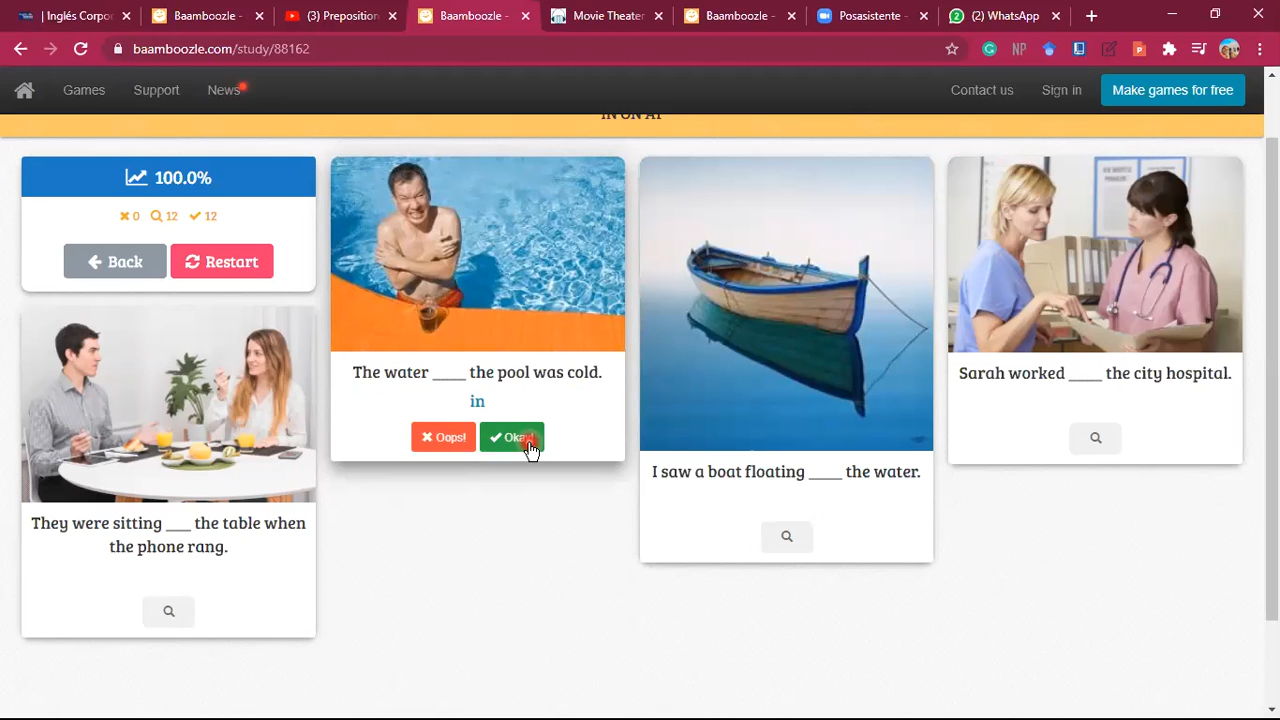 | Inglés Corpor
Baamboozle -
(3) Preposition
Baamboozle -
Movie Theater
Baamboozle -
Posasistente -
(2) WhatsApp
baamboozle.com/study/88162
NP
Games
Support
News
Contact us
Sign in
Make games for free
IN ON AT
100.0%
0
12
12
Back
Restart
The water ____ the pool was cold.
in
Oops!
I saw a boat floating ____ the water.
Sarah worked ____ the city hospital.
They were sitting ___ the table when
the phone rang.